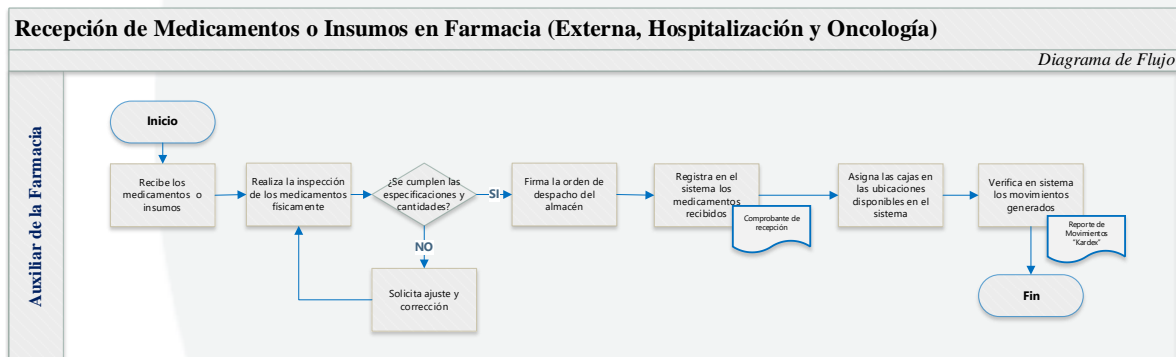 Recepción de Medicamentos o Insumos en Farmacia (Externa, Hospitalización y Oncología)
Diagrama de Flujo
Auxiliar de la Farmacia
Inicio
Recibe los
medicamentos o
insumos
Realiza la inspección
de los medicamentos
físicamente
¿Se cumplen las
especificaciones y
cantidades?
SI
NO
Solicita ajuste y
corrección
Firma la orden de
despacho del
almacén
Registra en el
sistema los
medicamentos
recibidos
Comprobante de
recepción
Asigna las cajas en
las ubicaciones
disponibles en el
sistema
Verifica en sistema
los movimientos
generados
Reporte de
Movimientos
"Kardex"
Fin